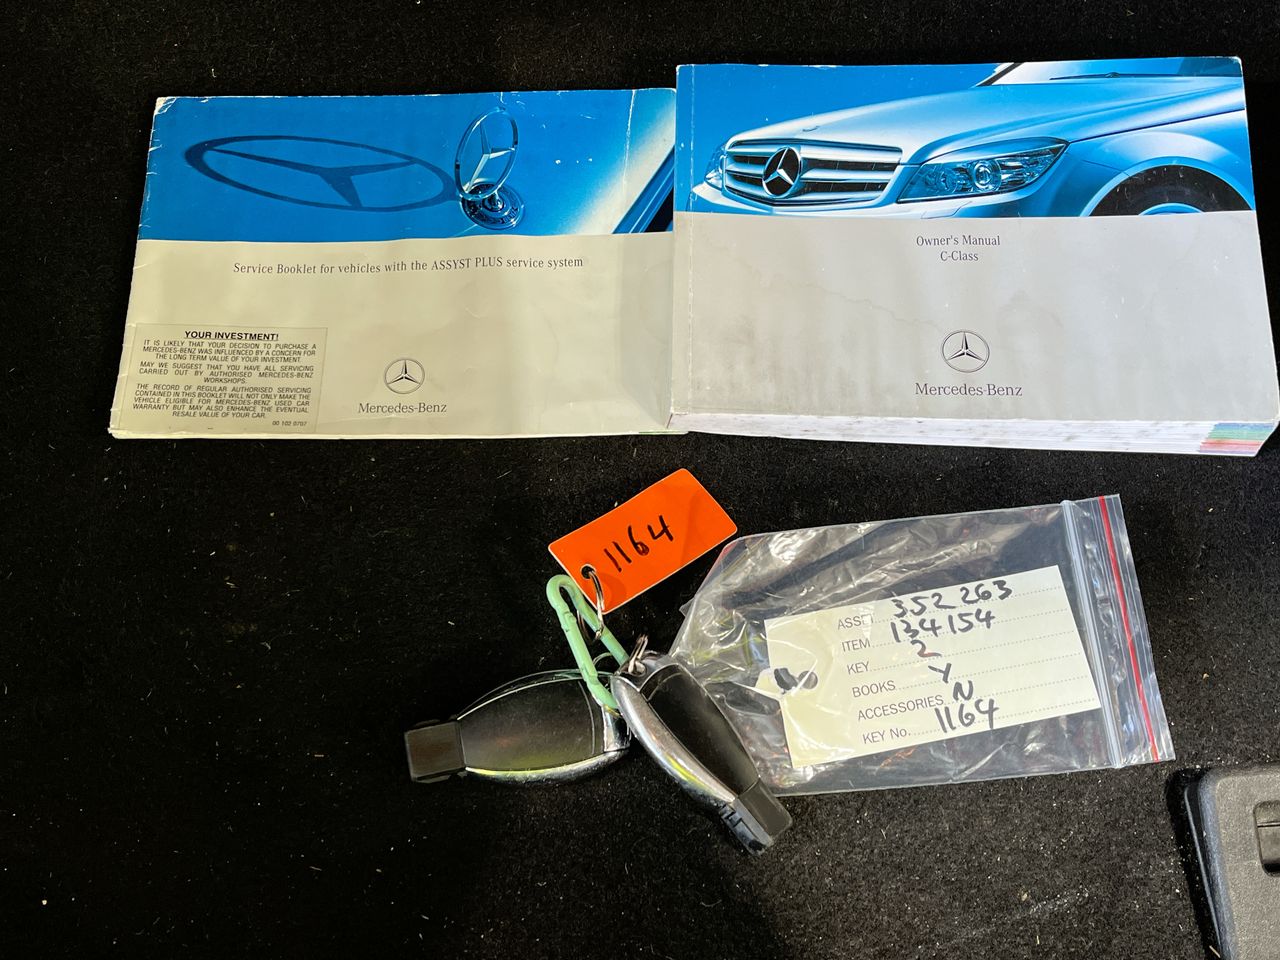 Service Booklet for vehicles with the ASSYST PLUS service system
YOUR INVESTMENT!
IT IS LIKELY THAT YOUR DECISION TO PURCHASE A
MERCEDES-BENZ WAS INFLUENCED BY A CONCERN FOR
THE LONG TERM VALUE OF YOUR INVESTMENT.
MAY WE SUGGEST THAT YOU HAVE ALL SERVICING
CARRIED OUT BY AUTHORISED MERCEDES-BENZ
WORKSHOPS.
THE RECORD OF REGULAR AUTHORISED SERVICING
CONTAINED IN THIS BOOKLET WILL NOT ONLY MAKE THE
VEHICLE ELIGIBLE FOR MERCEDES-BENZ USED CAR
WARRANTY BUT MAY ALSO ENHANCE THE EVENTUAL
RESALE VALUE OF YOUR CAR.
00 102 0707
Mercedes-Benz
Owner's Manual
C-Class
Mercedes-Benz
1164
ASSET 352 263
ITEM 134154
KEY 2
BOOKS Y
ACCESSORIES N
KEY No. 1164